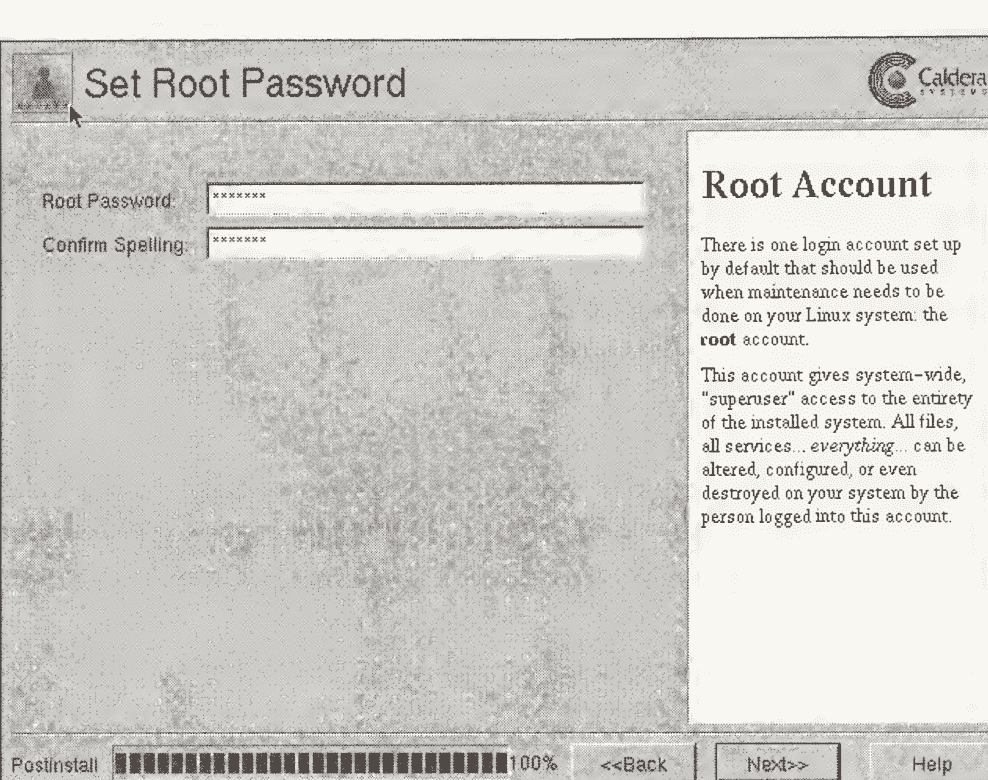 Set Root Password
Caldera
SYSTEMS
Root Password:
*******
Confirm Spelling:
*******
Root Account
There is one login account set up
by default that should be used
when maintenance needs to be
done on your Linux system: the
root account.
This account gives system-wide,
"superuser" access to the entirety
of the installed system. All files,
all services... everything... can be
altered, configured, or even
destroyed on your system by the
person logged into this account.
Postinstall 100% <<Back Next>> Help